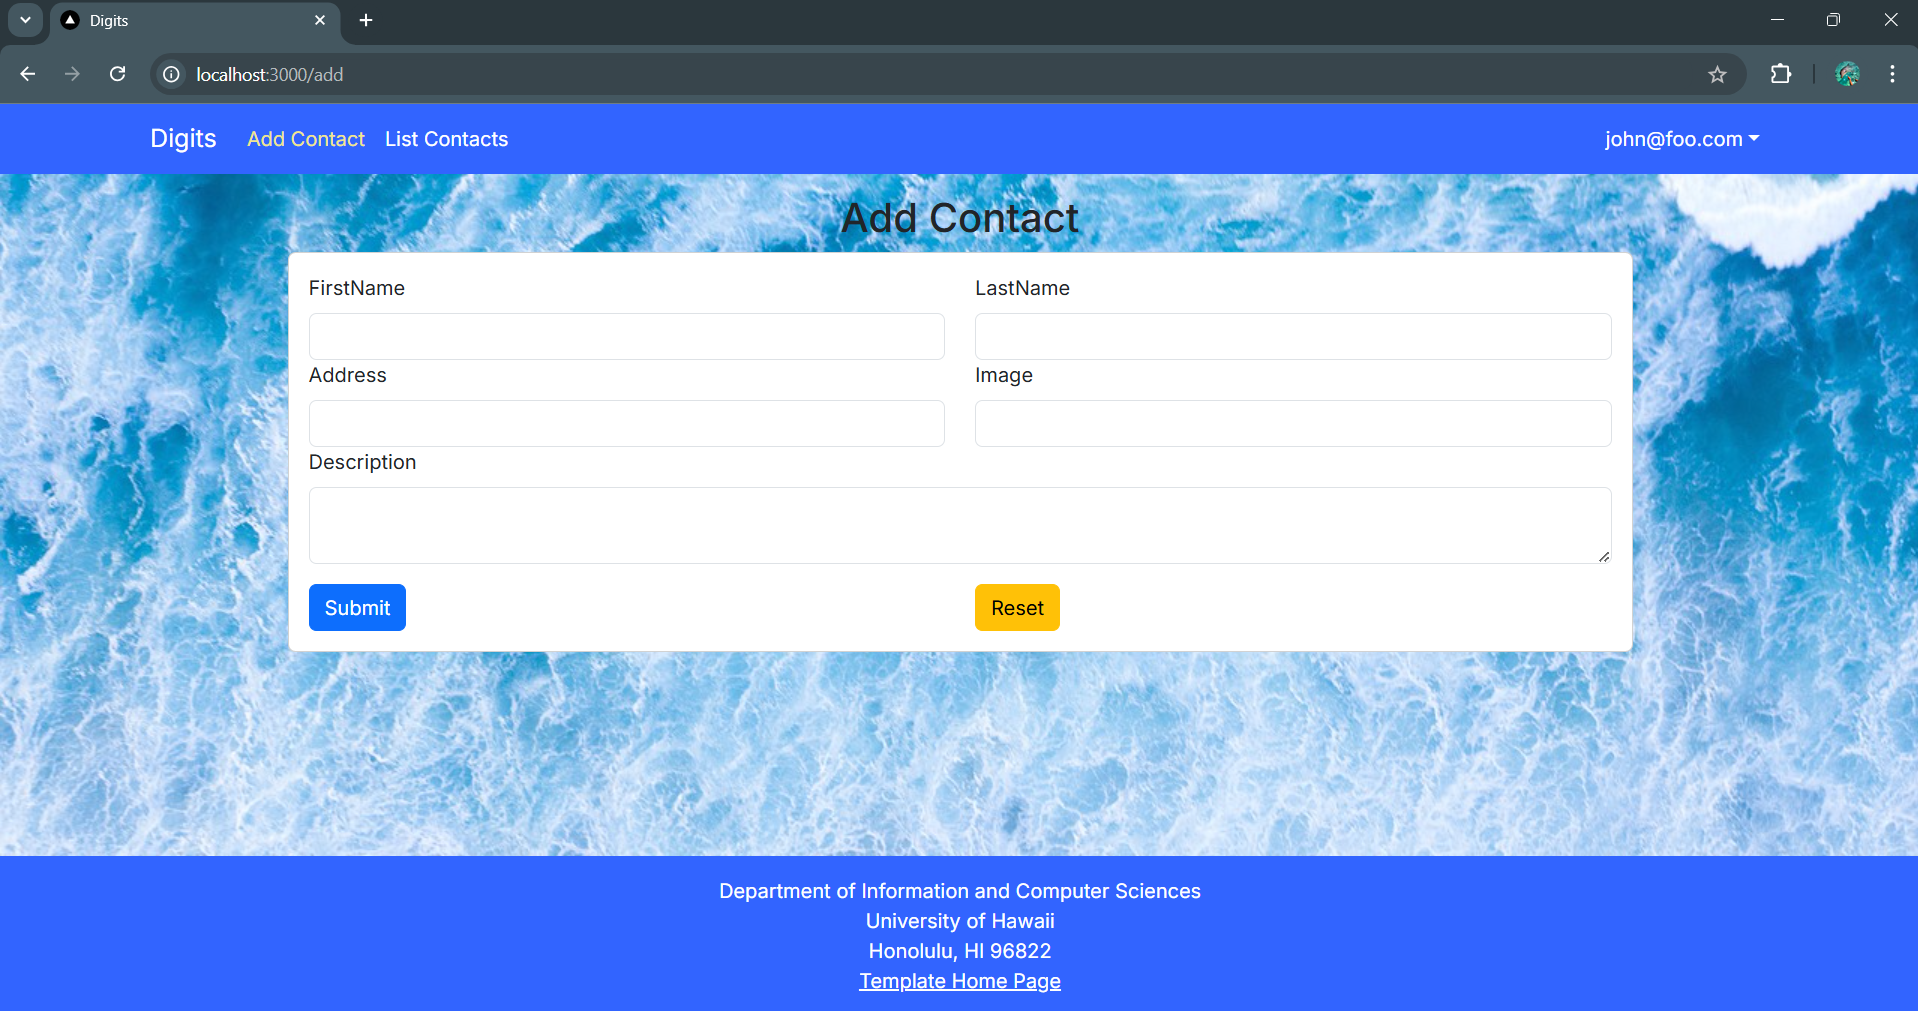 Digits
localhost:3000/add
Digits Add Contact List Contacts john@foo.com
Add Contact
FirstName LastName
Address Image
Description
Submit Reset
Department of Information and Computer Sciences
University of Hawaii
Honolulu, HI 96822
Template Home Page